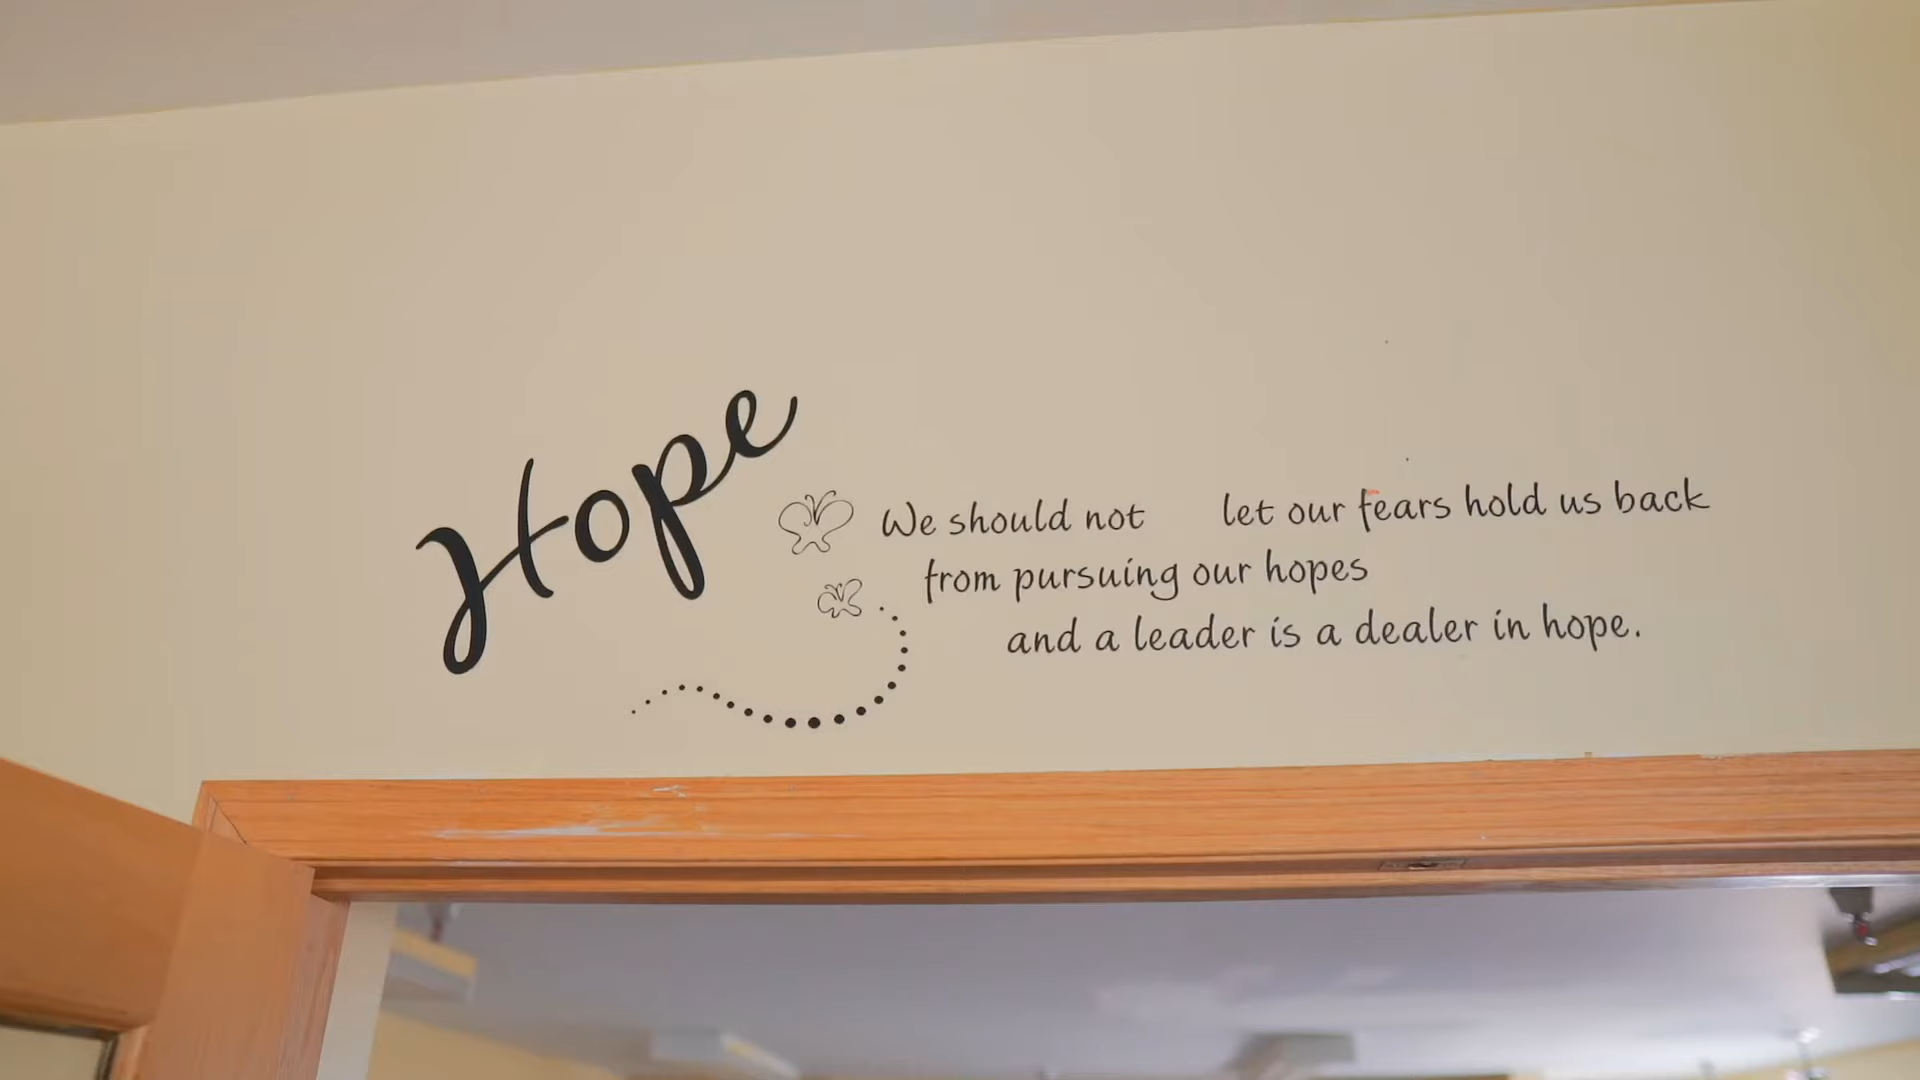 Hope
We should not let our fears hold us back
from pursuing our hopes
and a leader is a dealer in hope.